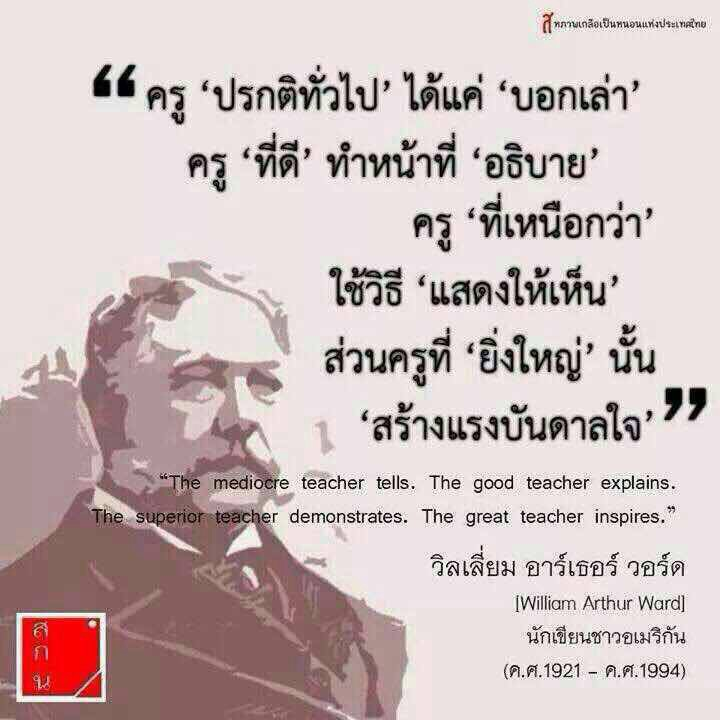 สหภาพเกลือเป็นหนอนแห่งประเทศไทย
“ ครู ‘ปรกติทั่วไป’ ได้แค่ ‘บอกเล่า’
ครู ‘ที่ดี’ ทำหน้าที่ ‘อธิบาย’
ครู ‘ที่เหนือกว่า’
ใช้วิธี ‘แสดงให้เห็น’
ส่วนครูที่ ‘ยิ่งใหญ่’ นั้น
‘สร้างแรงบันดาลใจ’ ”
“The mediocre teacher tells. The good teacher explains.
The superior teacher demonstrates. The great teacher inspires.”
วิลเลี่ยม อาร์เธอร์ วอร์ด
[William Arthur Ward]
นักเขียนชาวอเมริกัน
(ค.ศ.1921 – ค.ศ.1994)
ส
ก
น